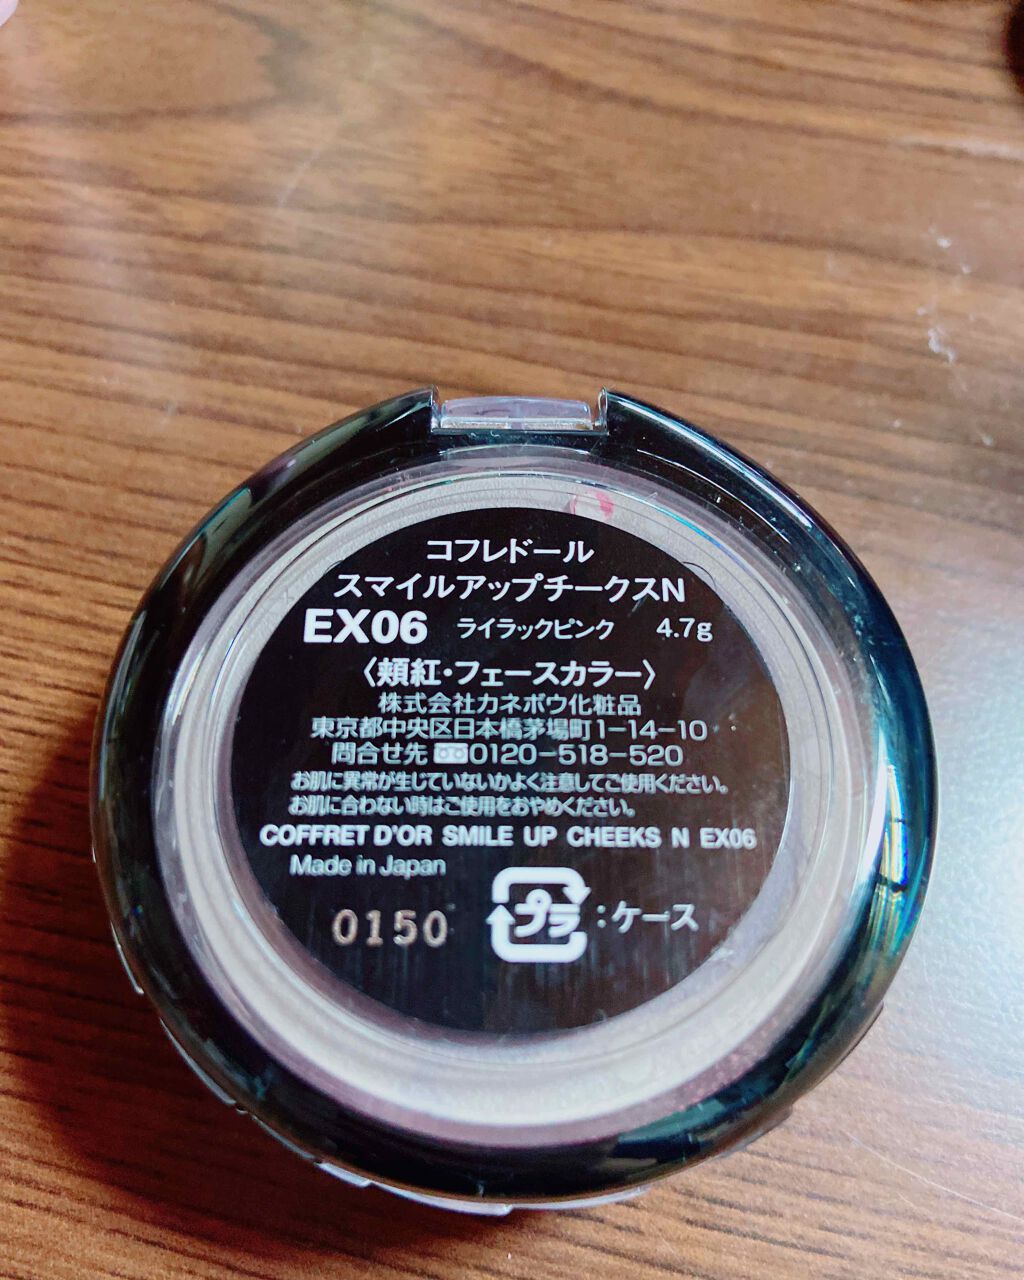 コフレドール
スマイルアップチークスN
EX06 ライラックピンク 4.7g
〈頬紅・フェースカラー〉
株式会社カネボウ化粧品
東京都中央区日本橋茅場町1-14-10
問合せ先 0120-518-520
お肌に異常が生じていないかよく注意してご使用ください。
お肌に合わない時はご使用をおやめください。
COFFRET D'OR SMILE UP CHEEKS N EX06
Made in Japan
0150 プラ:ケース